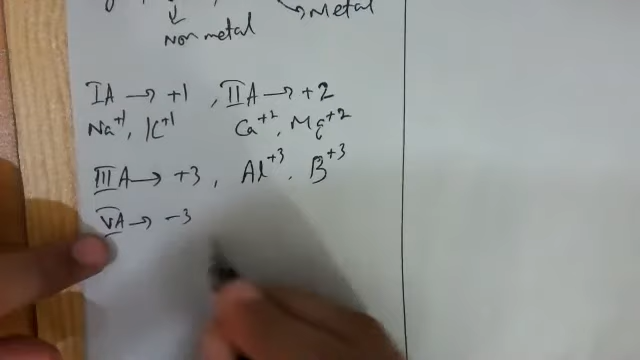 Metal
Non metal
IA → +1 , IIA → +2
Na⁺¹, K⁺¹ Ca⁺², Mg⁺²
IIIA → +3 , Al⁺³ , B⁺³
VA → -3